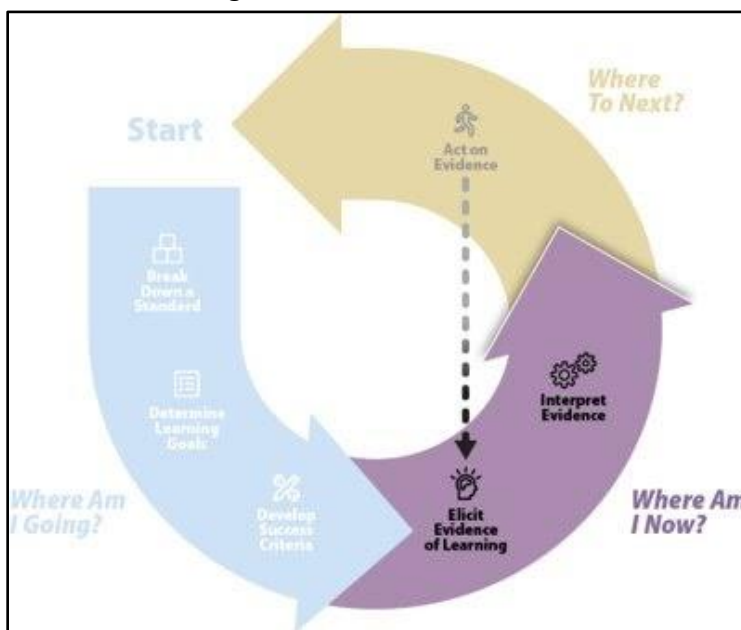 Where
To Next?
Start
Act on
Evidence
Break
Down a
Standard
Interpret
Evidence
Determine
Learning
Goals
Where Am
I Going?
Develop
Success
Criteria
Elicit
Evidence
of Learning
Where Am
I Now?